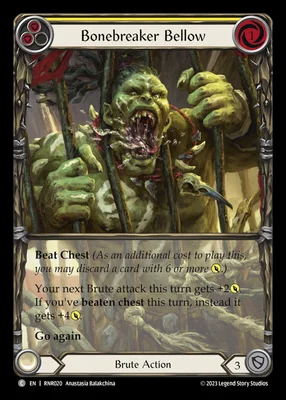 Bonebreaker Bellow
1
Beat Chest (As an additional cost to play this,
you may discard a card with 6 or more .)
Your next Brute attack this turn gets +2 .
If you've beaten chest this turn, instead it
gets +4 .
Go again
Brute Action
3
C EN | RNR020 Anastasia Balakchina
© 2023 Legend Story Studios